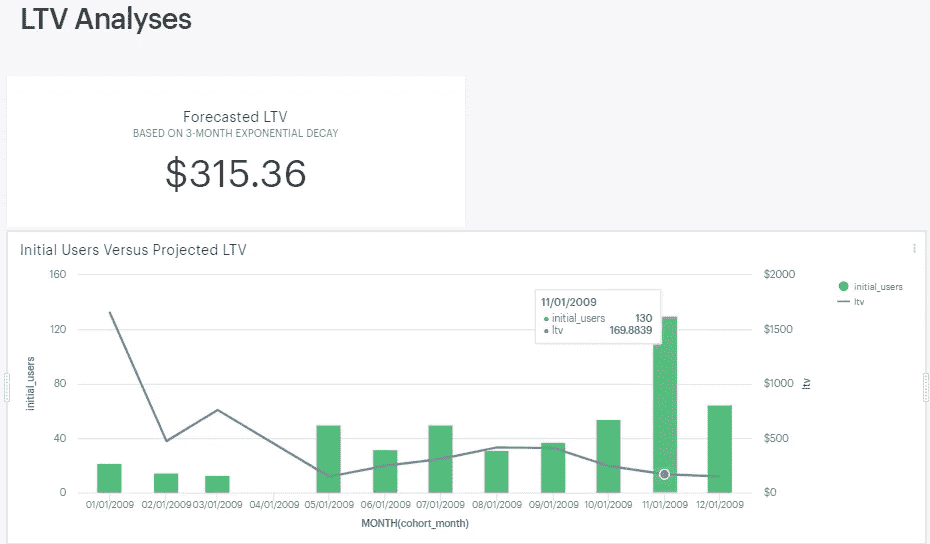 LTV Analyses
Forecasted LTV
BASED ON 3-MONTH EXPONENTIAL DECAY
$315.36
Initial Users Versus Projected LTV
160
120
80
40
0
initial_users
$2000
$1500
$1000
$500
$0
ltv
11/01/2009
initial_users 130
ltv 169.8839
initial_users
ltv
01/01/2009 02/01/2009 03/01/2009 04/01/2009 05/01/2009 06/01/2009 07/01/2009 08/01/2009 09/01/2009 10/01/2009 11/01/2009 12/01/2009
MONTH(cohort_month)